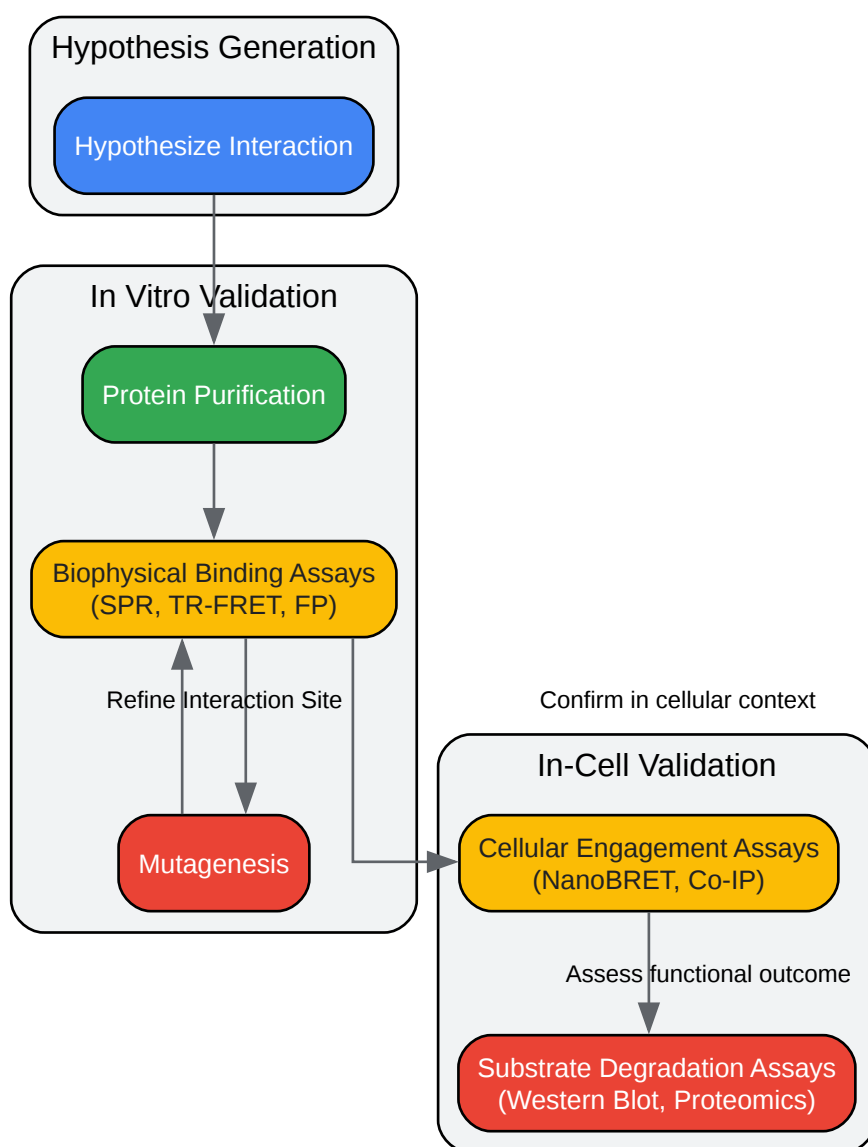 Hypothesis Generation
Hypothesize Interaction
In Vitro Validation
Protein Purification
Biophysical Binding Assays
(SPR, TR-FRET, FP)
Refine Interaction Site
Mutagenesis
Confirm in cellular context
In-Cell Validation
Cellular Engagement Assays
(NanoBRET, Co-IP)
Assess functional outcome
Substrate Degradation Assays
(Western Blot, Proteomics)